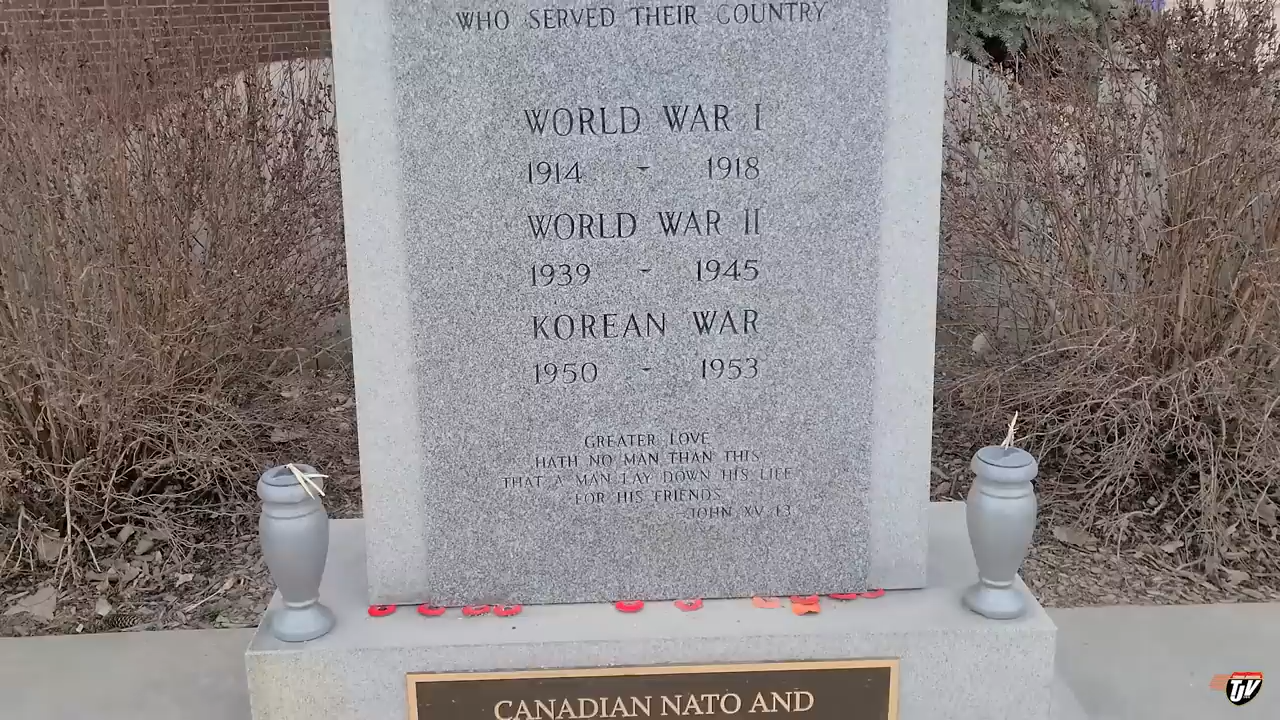 WHO SERVED THEIR COUNTRY
WORLD WAR I
1914 - 1918
WORLD WAR II
1939 - 1945
KOREAN WAR
1950 - 1953
GREATER LOVE
HATH NO MAN THAN THIS
THAT A MAN LAY DOWN HIS LIFE
FOR HIS FRIENDS
JOHN XV 13
CANADIAN NATO AND
TGV